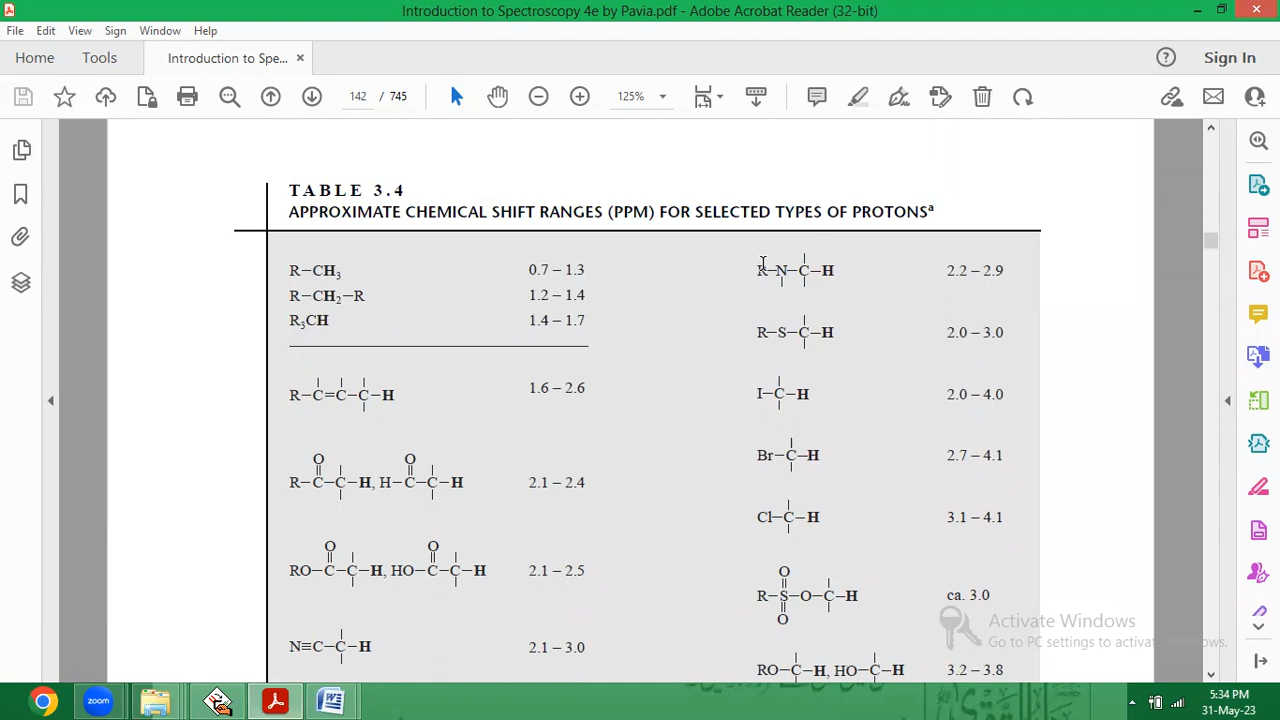 Introduction to Spectroscopy 4e by Pavia.pdf - Adobe Acrobat Reader (32-bit)
File Edit View Sign Window Help
Home Tools Introduction to Spe... × Sign In
142 / 745 125%
TABLE 3.4
APPROXIMATE CHEMICAL SHIFT RANGES (PPM) FOR SELECTED TYPES OF PROTONSa
R–CH3 0.7 – 1.3
R–CH2–R 1.2 – 1.4
R3CH 1.4 – 1.7
R–C=C–C–H 1.6 – 2.6
O O
R–C–C–H, H–C–C–H 2.1 – 2.4
O O
RO–C–C–H, HO–C–C–H 2.1 – 2.5
N≡C–C–H 2.1 – 3.0
R–N–C–H 2.2 – 2.9
R–S–C–H 2.0 – 3.0
I–C–H 2.0 – 4.0
Br–C–H 2.7 – 4.1
Cl–C–H 3.1 – 4.1
O
R–S–O–C–H ca. 3.0
O
RO–C–H, HO–C–H 3.2 – 3.8
Activate Windows
Go to PC settings to activate Windows.
zoom
5:34 PM
31-May-23